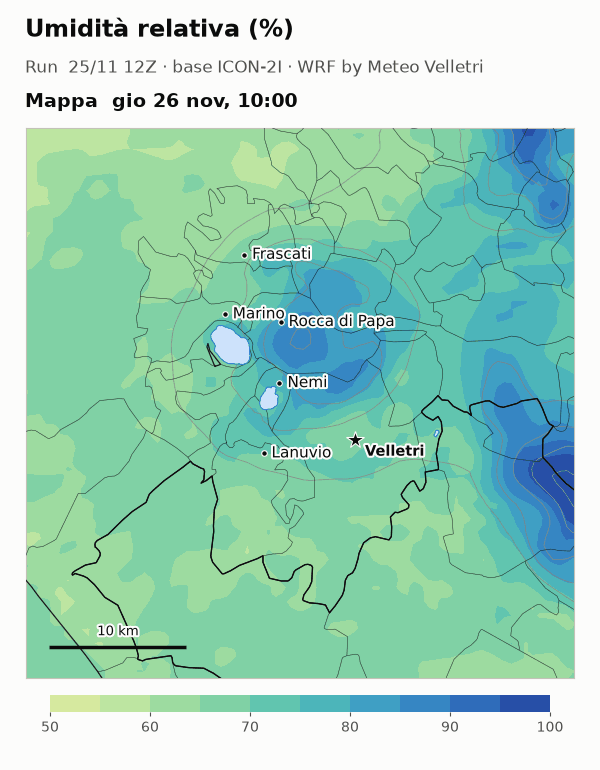 Umidità relativa (%)
Run  25/11 12Z · base ICON-2I · WRF by Meteo Velletri
Mappa  gio 26 nov, 10:00
Frascati
Marino
Rocca di Papa
Nemi
Velletri
Lanuvio
10 km
50 60 70 80 90 100